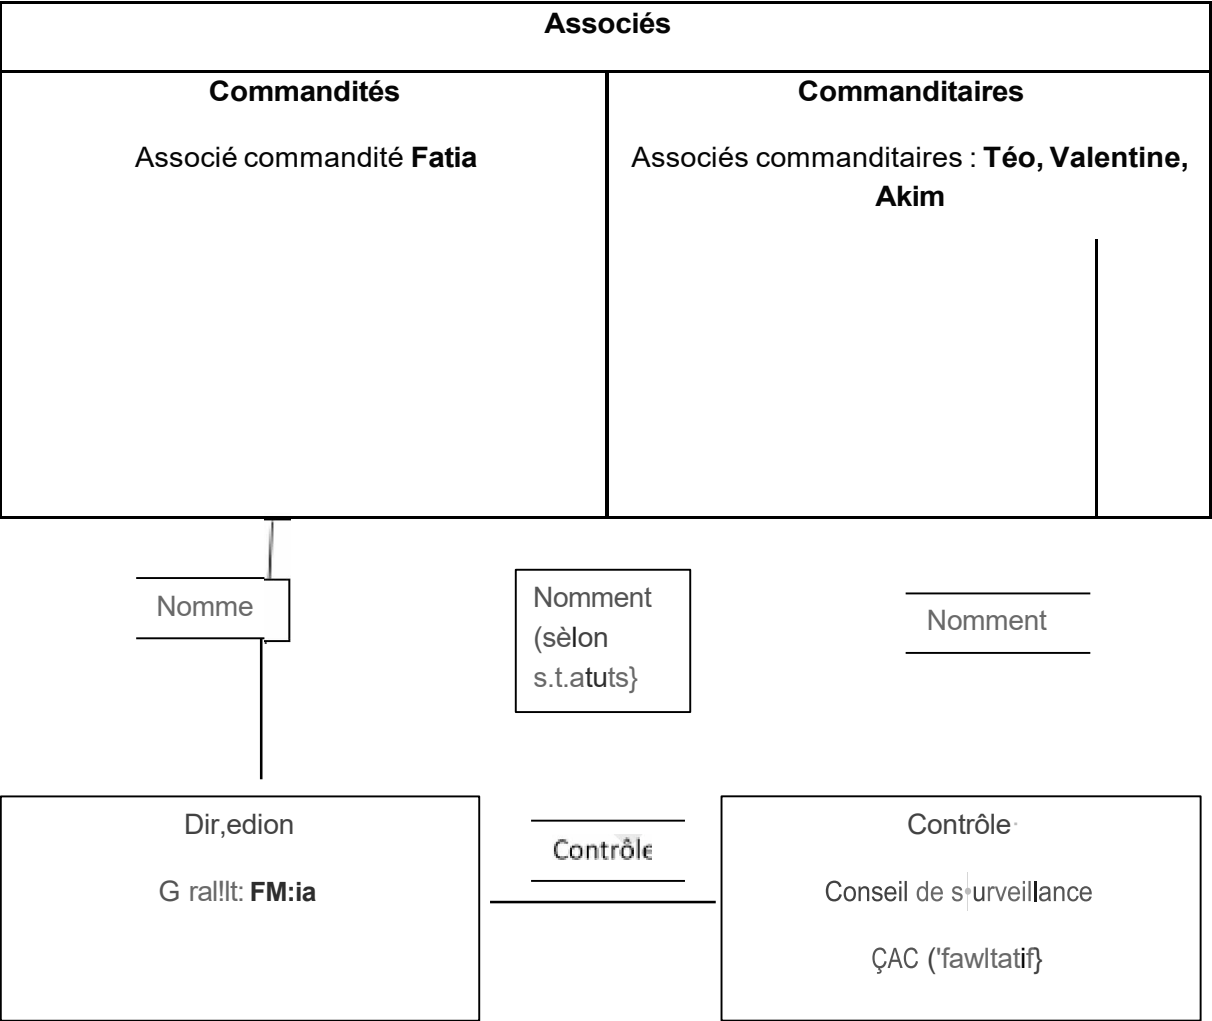 Associés
Commandités
Associé commandité Fatia
Commanditaires
Associés commanditaires : Téo, Valentine,
Akim
Nomme
Nomment
(sèlon
s.t.atuts}
Nomment
Dir,edion
G ral!lt: FM:ia
Contrôle
Contrôle
Conseil de surveillance
ÇAC ('fawltatif}